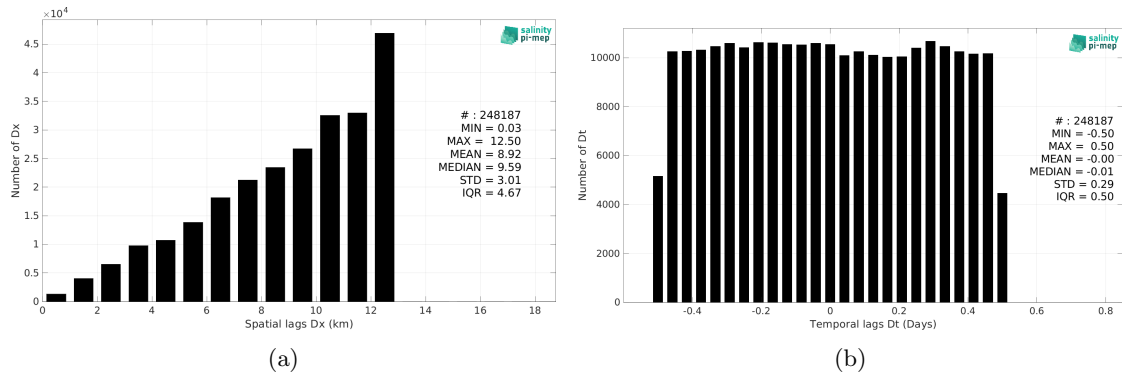 ×10^4
4.5
4
3.5
3
2.5
2
1.5
1
0.5
0
Number of Dx
0 2 4 6 8 10 12 14 16 18
Spatial lags Dx (km)
salinity
pi-mep
# : 248187
MIN = 0.03
MAX = 12.50
MEAN = 8.92
MEDIAN = 9.59
STD = 3.01
IQR = 4.67
(a)
10000
8000
6000
4000
2000
0
Number of Dt
-0.4 -0.2 0 0.2 0.4 0.6 0.8
Temporal lags Dt (Days)
salinity
pi-mep
# : 248187
MIN = -0.50
MAX = 0.50
MEAN = -0.00
MEDIAN = -0.01
STD = 0.29
IQR = 0.50
(b)